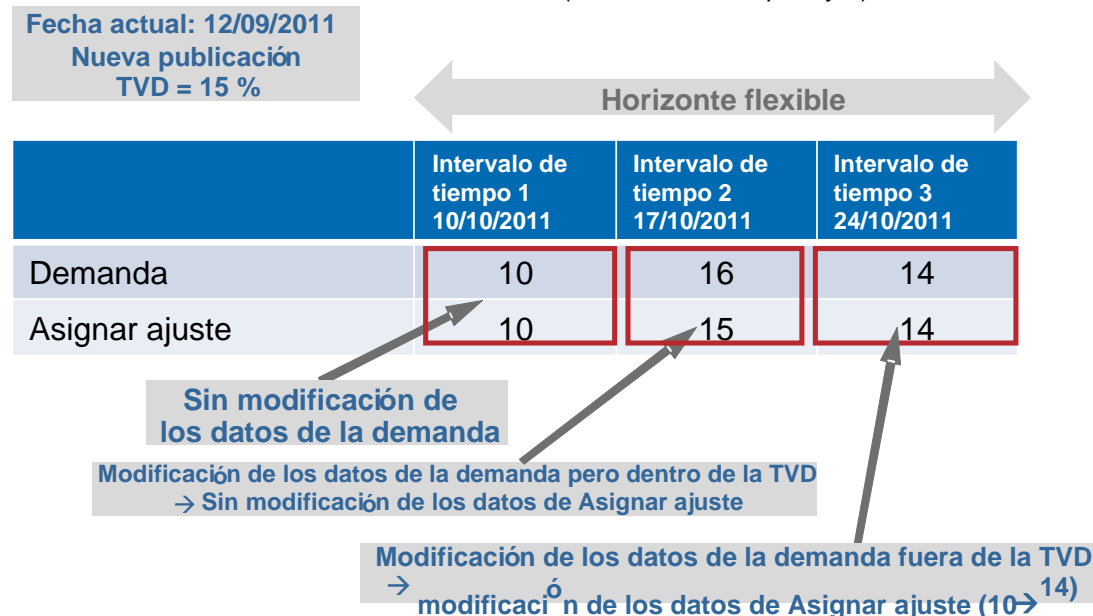 Fecha actual: 12/09/2011
Nueva publicación
TVD = 15 %
Horizonte flexible
Intervalo de tiempo 1 10/10/2011
Intervalo de tiempo 2 17/10/2011
Intervalo de tiempo 3 24/10/2011
Demanda 10 16 14
Asignar ajuste 10 15 14
Sin modificación de
los datos de la demanda
Modificación de los datos de la demanda pero dentro de la TVD
→ Sin modificación de los datos de Asignar ajuste
Modificación de los datos de la demanda fuera de la TVD
→ modificación de los datos de Asignar ajuste (10→ 14)